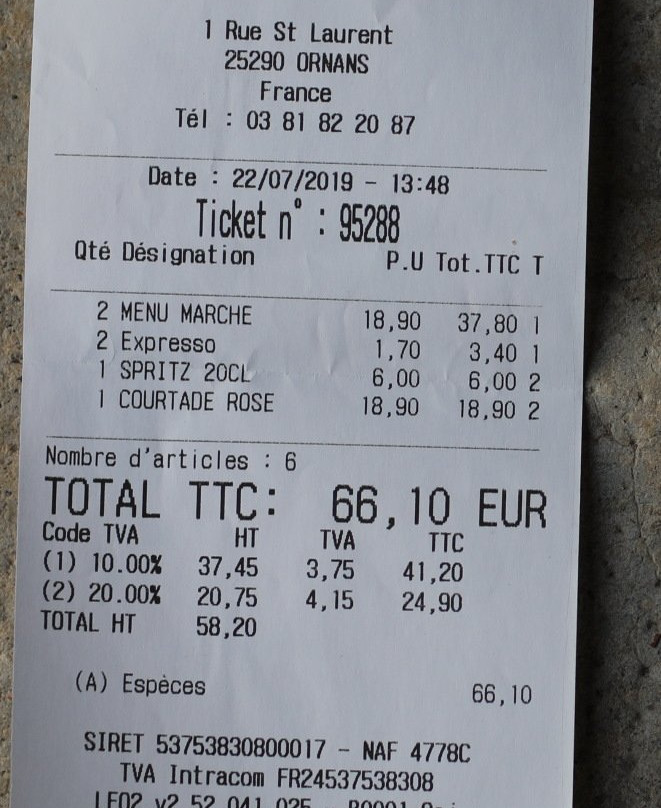 1 Rue St Laurent
25290 ORNANS
France
Tél : 03 81 82 20 87
Date : 22/07/2019 - 13:48
Ticket n° : 95288
Qté Désignation P.U Tot.TTC T
2 MENU MARCHE 18,90 37,80 1
2 Expresso 1,70 3,40 1
1 SPRITZ 20CL 6,00 6,00 2
1 COURTADE ROSE 18,90 18,90 2
Nombre d'articles : 6
TOTAL TTC: 66,10 EUR
Code TVA HT TVA TTC
(1) 10.00% 37,45 3,75 41,20
(2) 20.00% 20,75 4,15 24,90
TOTAL HT 58,20
(A) Espèces 66,10
SIRET 53753830800017 - NAF 4778C
TVA Intracom FR24537538308